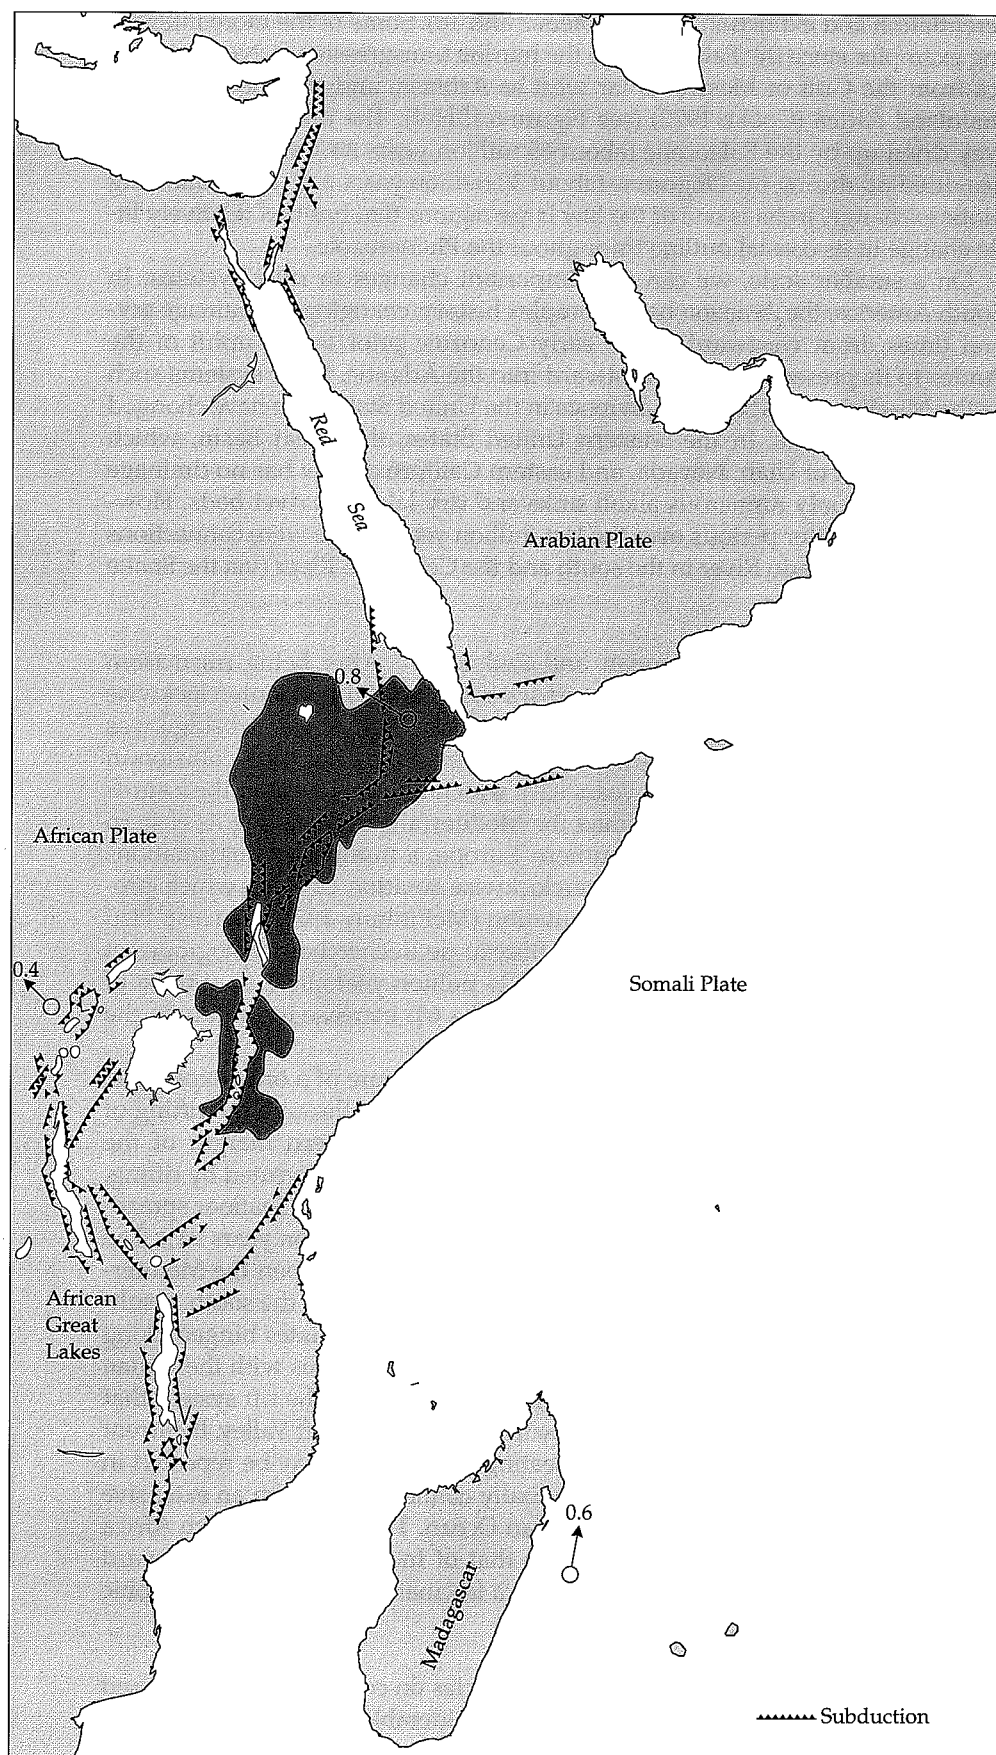 Red
Sea
Arabian Plate
0.8
African Plate
0.4
Somali Plate
African
Great
Lakes
0.6
Madagascar
Subduction